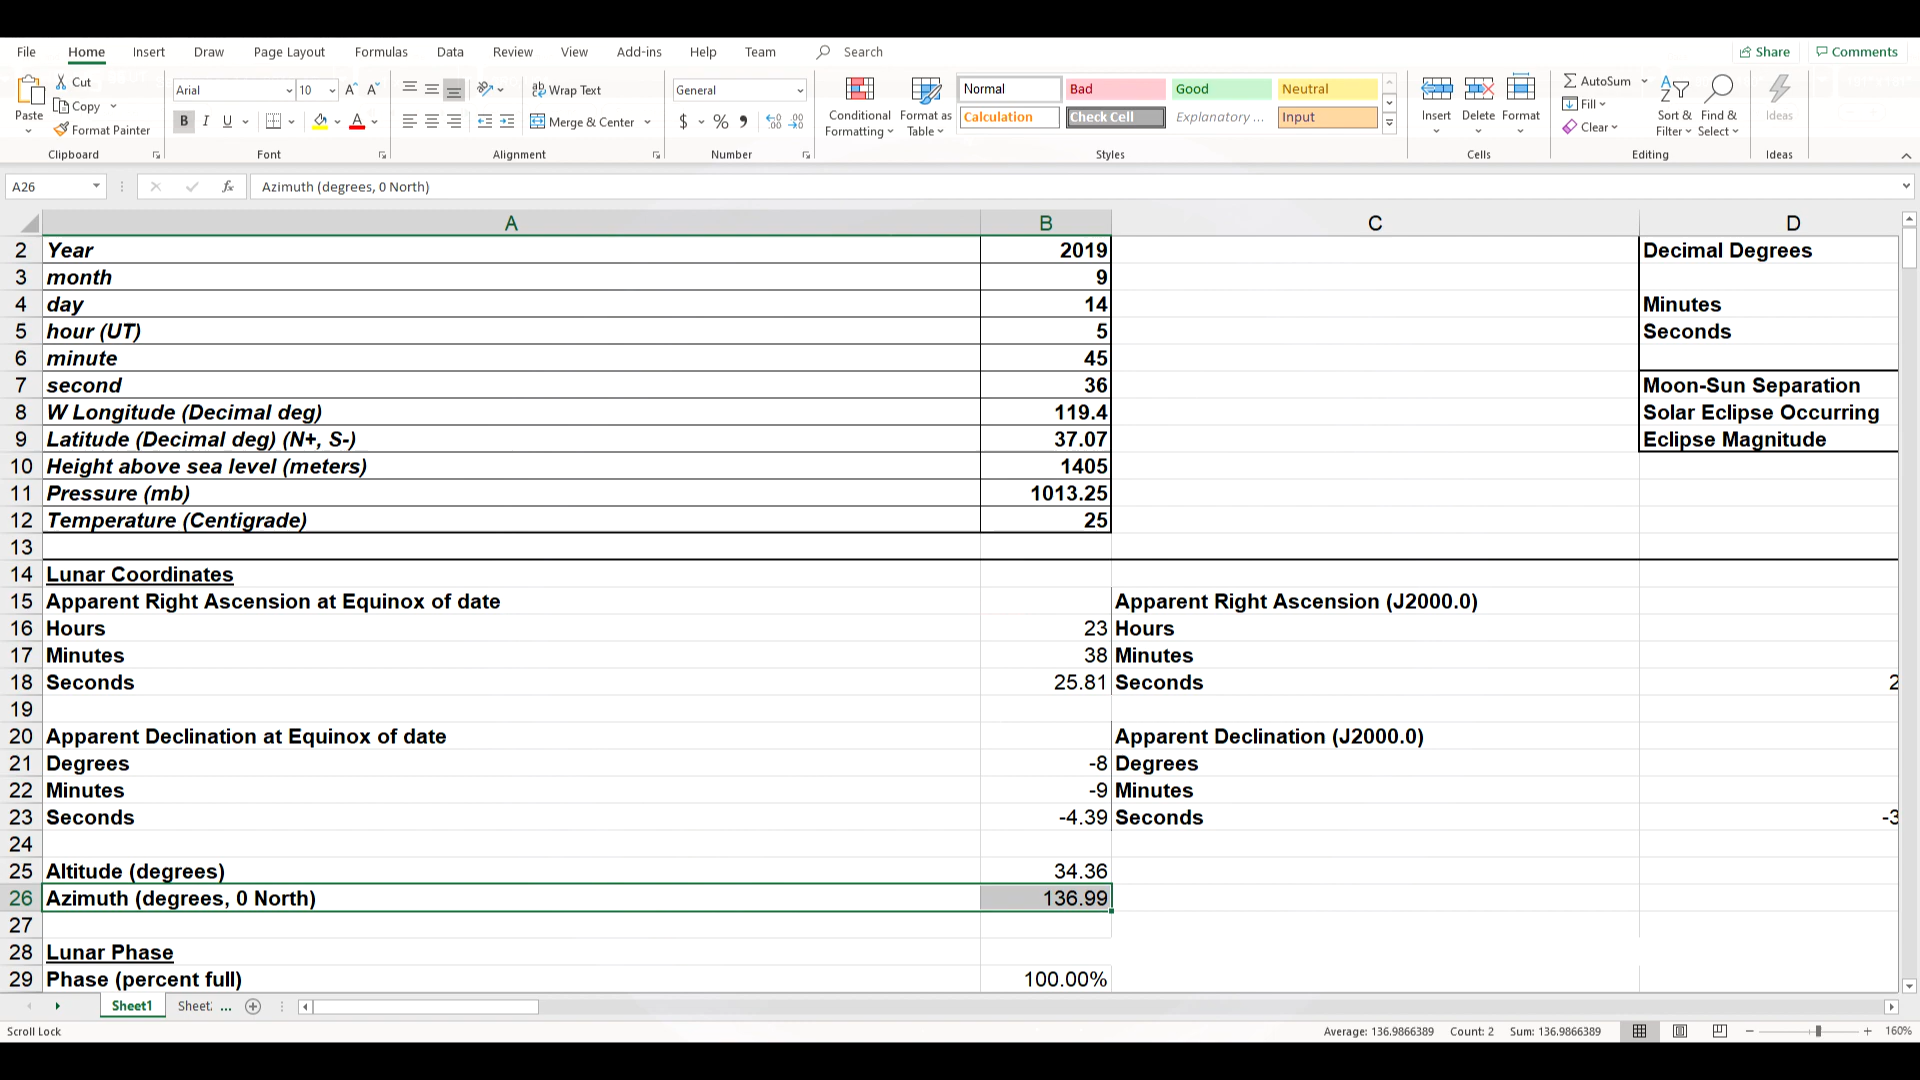 File Home Insert Draw Page Layout Formulas Data Review View Add-ins Help Team Search Share Comments
Paste Cut Copy Format Painter Clipboard
Arial 10 A A B I U A Font
Wrap Text Merge & Center Alignment
General $ % 9 Number
Conditional Formatting Format as Table
Normal Bad Good Neutral
Calculation Check Cell Explanatory ... Input
Styles
Insert Delete Format Cells
AutoSum Fill Clear Sort & Filter Find & Select Editing
Ideas Ideas
A26 fx Azimuth (degrees, 0 North)
A B C D
2 Year 2019 Decimal Degrees
3 month 9
4 day 14 Minutes
5 hour (UT) 5 Seconds
6 minute 45
7 second 36 Moon-Sun Separation
8 W Longitude (Decimal deg) 119.4 Solar Eclipse Occurring
9 Latitude (Decimal deg) (N+, S-) 37.07 Eclipse Magnitude
10 Height above sea level (meters) 1405
11 Pressure (mb) 1013.25
12 Temperature (Centigrade) 25
13
14 Lunar Coordinates
15 Apparent Right Ascension at Equinox of date Apparent Right Ascension (J2000.0)
16 Hours 23 Hours
17 Minutes 38 Minutes
18 Seconds 25.81 Seconds 2
19
20 Apparent Declination at Equinox of date Apparent Declination (J2000.0)
21 Degrees -8 Degrees
22 Minutes -9 Minutes
23 Seconds -4.39 Seconds -3
24
25 Altitude (degrees) 34.36
26 Azimuth (degrees, 0 North) 136.99
27
28 Lunar Phase
29 Phase (percent full) 100.00%
Sheet1 Sheet: ...
Scroll Lock Average: 136.9866389 Count: 2 Sum: 136.9866389 160%